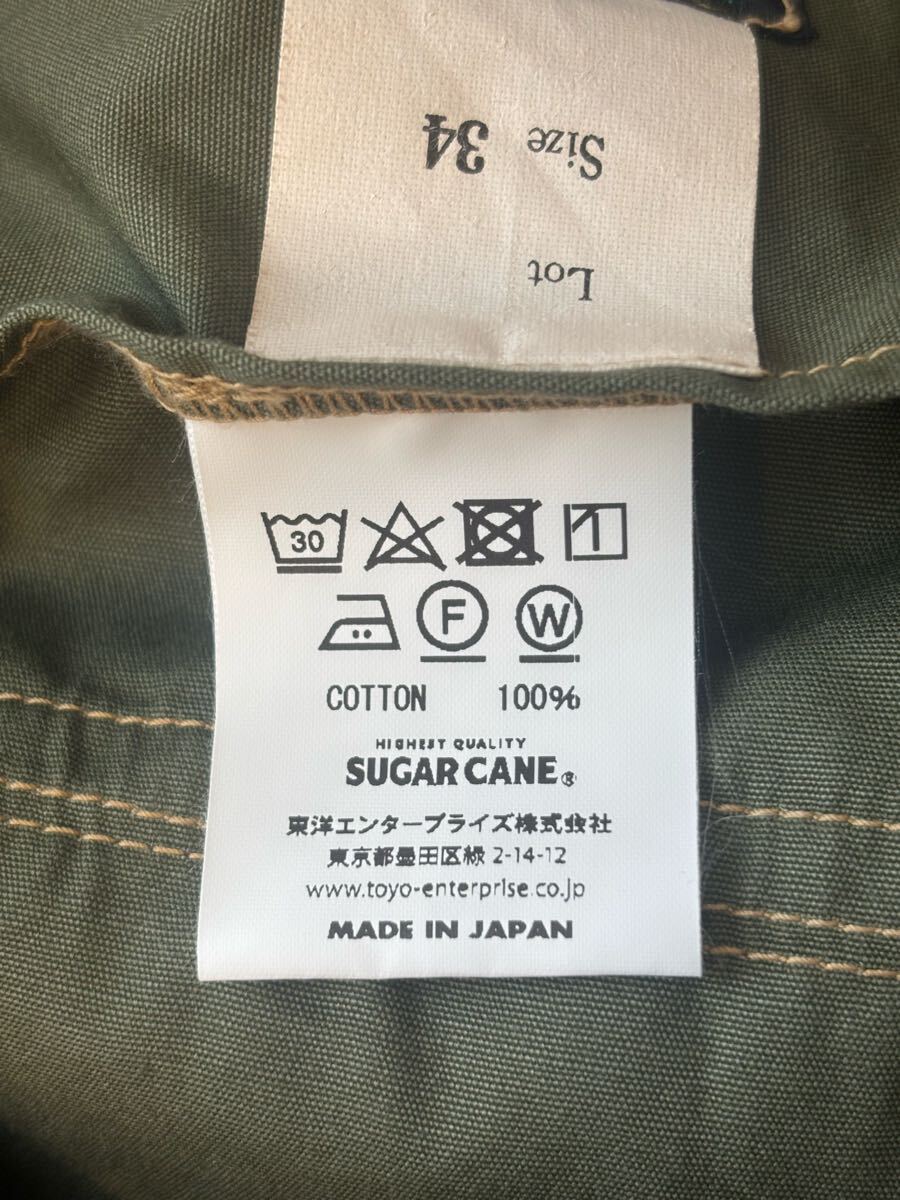 Lot
Size 34
30
F W
COTTON 100%
HIGHEST QUALITY
SUGAR CANE®
東洋エンタープライズ株式会社
東京都墨田区緑 2-14-12
www.toyo-enterprise.co.jp
MADE IN JAPAN